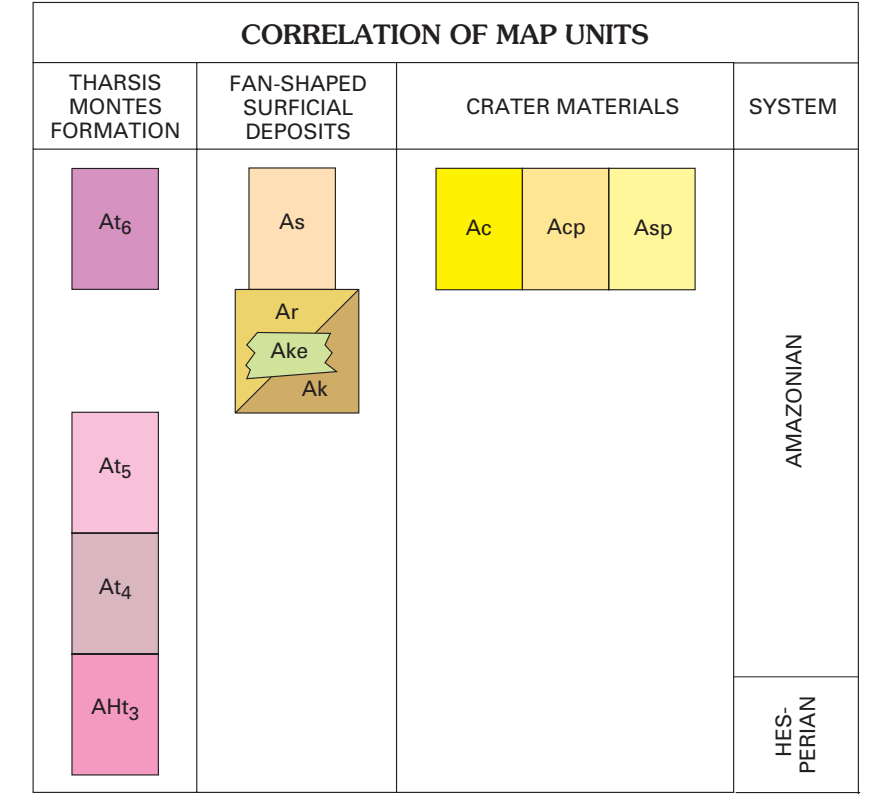 CORRELATION OF MAP UNITS
THARSIS
MONTES
FORMATION
FAN-SHAPED
SURFICIAL
DEPOSITS
CRATER MATERIALS
SYSTEM
At6
As
Ac
Acp
Asp
Ar
Ake
Ak
At5
At4
AHt3
AMAZONIAN
HES-
PERIAN